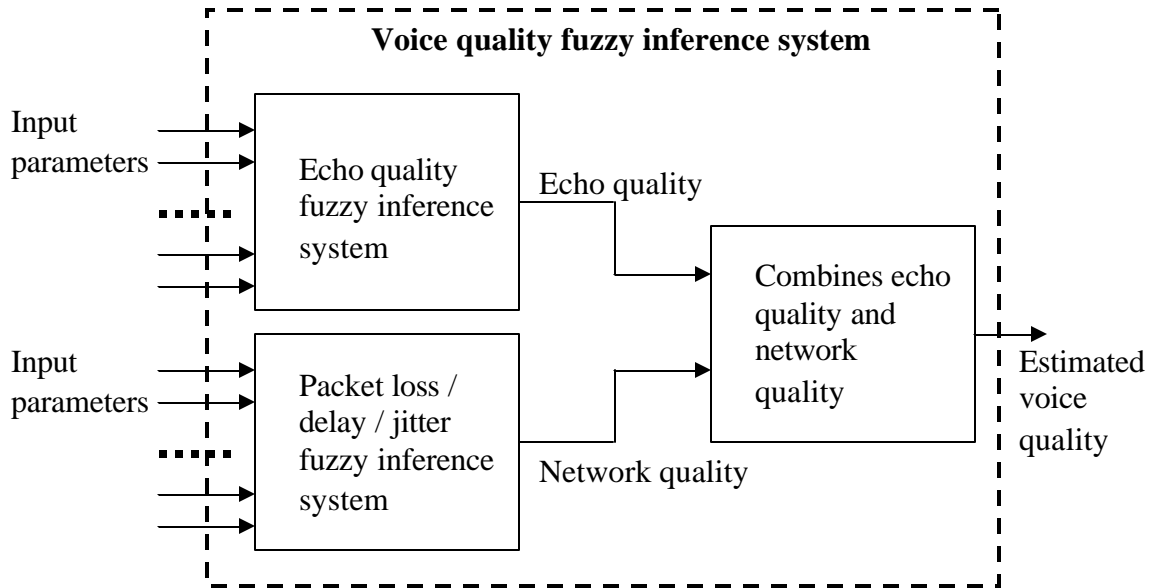 Voice quality fuzzy inference system
Input
parameters
Echo quality
fuzzy inference
system
Echo quality
Combines echo
quality and
network
quality
Input
parameters
Packet loss /
delay / jitter
fuzzy inference
system
Network quality
Estimated
voice
quality